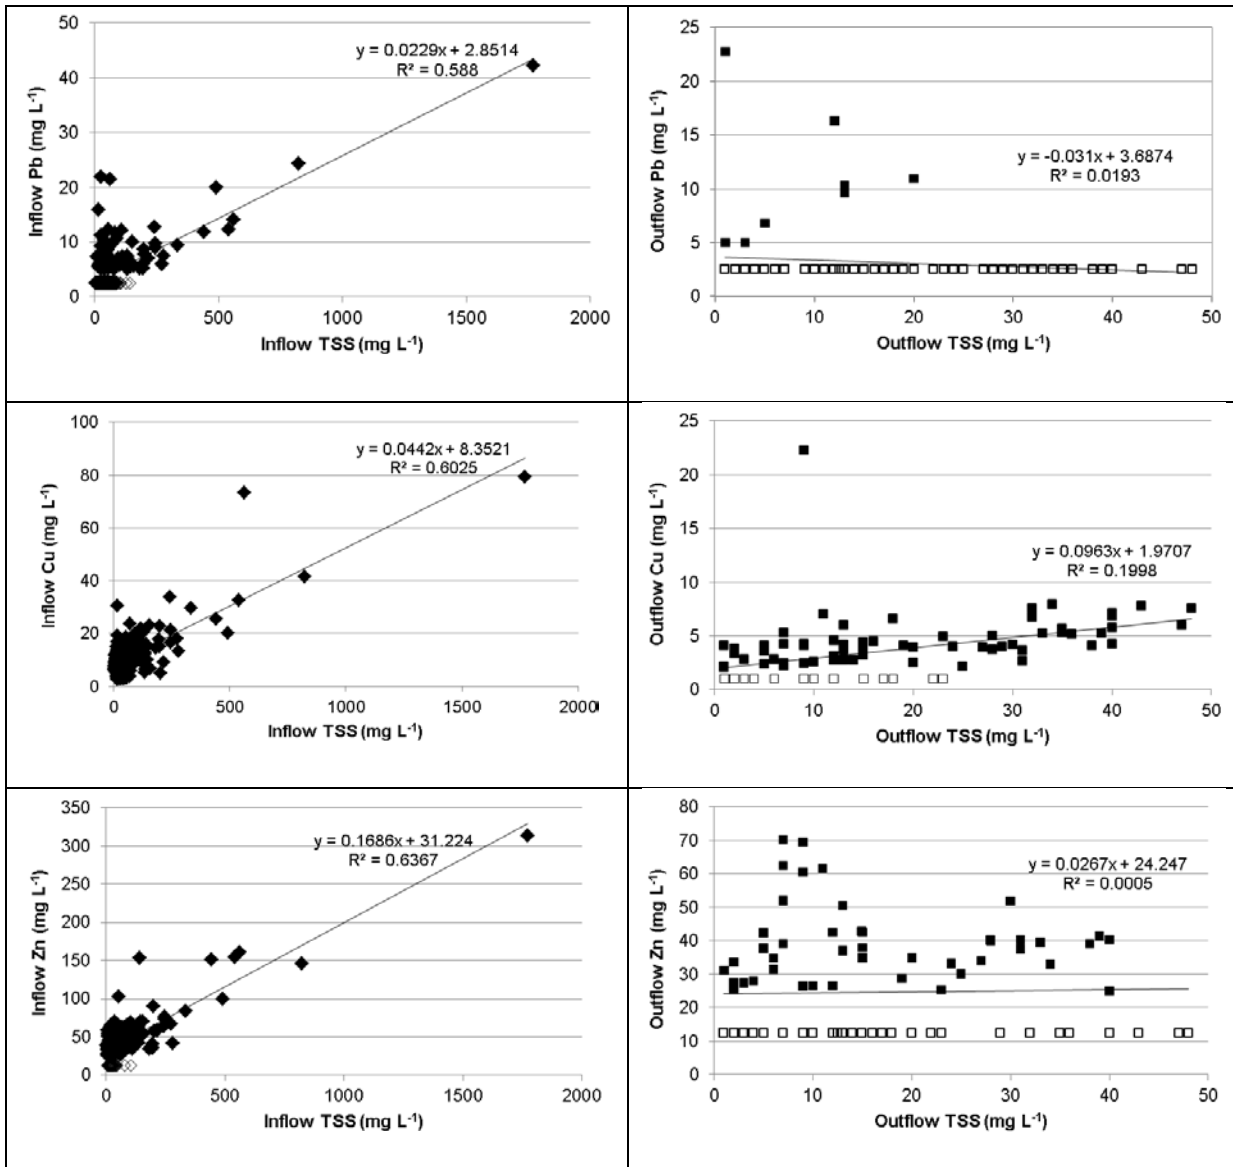 50
40
30
20
10
0
Inflow Pb (mg L⁻¹)
y = 0.0229x + 2.8514
R² = 0.588
0 500 1000 1500 2000
Inflow TSS (mg L⁻¹)
25
20
15
10
5
0
Outflow Pb (mg L⁻¹)
y = -0.031x + 3.6874
R² = 0.0193
0 10 20 30 40 50
Outflow TSS (mg L⁻¹)
100
80
60
40
20
0
Inflow Cu (mg L⁻¹)
y = 0.0442x + 8.3521
R² = 0.6025
0 500 1000 1500 2000
Inflow TSS (mg L⁻¹)
25
20
15
10
5
0
Outflow Cu (mg L⁻¹)
y = 0.0963x + 1.9707
R² = 0.1998
0 10 20 30 40 50
Outflow TSS (mg L⁻¹)
350
300
250
200
150
100
50
0
Inflow Zn (mg L⁻¹)
y = 0.1686x + 31.224
R² = 0.6367
0 500 1000 1500 2000
Inflow TSS (mg L⁻¹)
80
70
60
50
40
30
20
10
0
Outflow Zn (mg L⁻¹)
y = 0.0267x + 24.247
R² = 0.0005
0 10 20 30 40 50
Outflow TSS (mg L⁻¹)